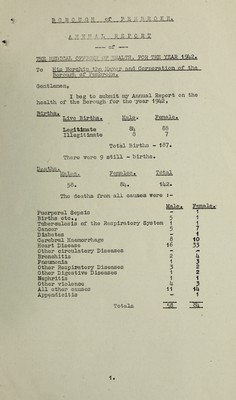 BOROUGH of PEMBROKE.
ANNUAL REPORT
--- of ---
THE MEDICAL OFFICER OF HEALTH, FOR THE YEAR 1942.
To His Worship the Mayor and Corporation of the
Borough of Pembroke.
Gentlemen,
I beg to submit my Annual Report on the
health of the Borough for the year 1942.
Births.
Live Births. Male. Female.
Legitimate 84 88
Illegitimate 8 7
Total Births - 187.
There were 9 still - births.
Deaths.
Males. Females. Total
58. 84. 142.
The deaths from all causes were :-
Male. Female.
Puerperal Sepsis - 1
Births etc., 5 1
Tuberculosis of the Respiratory System 1 1
Cancer 5 7
Diabetes - 1
Cerebral Haemorrhage 8 10
Heart Disease 16 33
Other circulatory Diseases - -
Bronchitis 2 4
Pneumonia 1 3
Other Respiratory Diseases 3 2
Other Digestive Diseases 1 2
Nephritis 1 1
Other violence 4 3
All other causes 11 14
Appendicitis - 1
Totals 58 84
1.